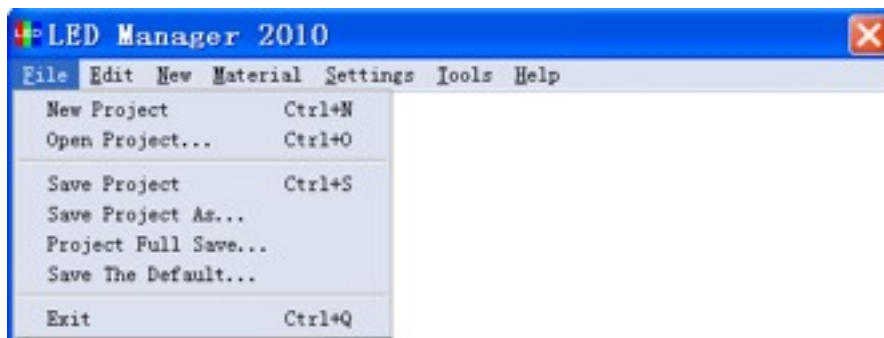 LED Manager 2010
File Edit New Material Settings Tools Help
New Project Ctrl+N
Open Project... Ctrl+O
Save Project Ctrl+S
Save Project As...
Project Full Save...
Save The Default...
Exit Ctrl+Q